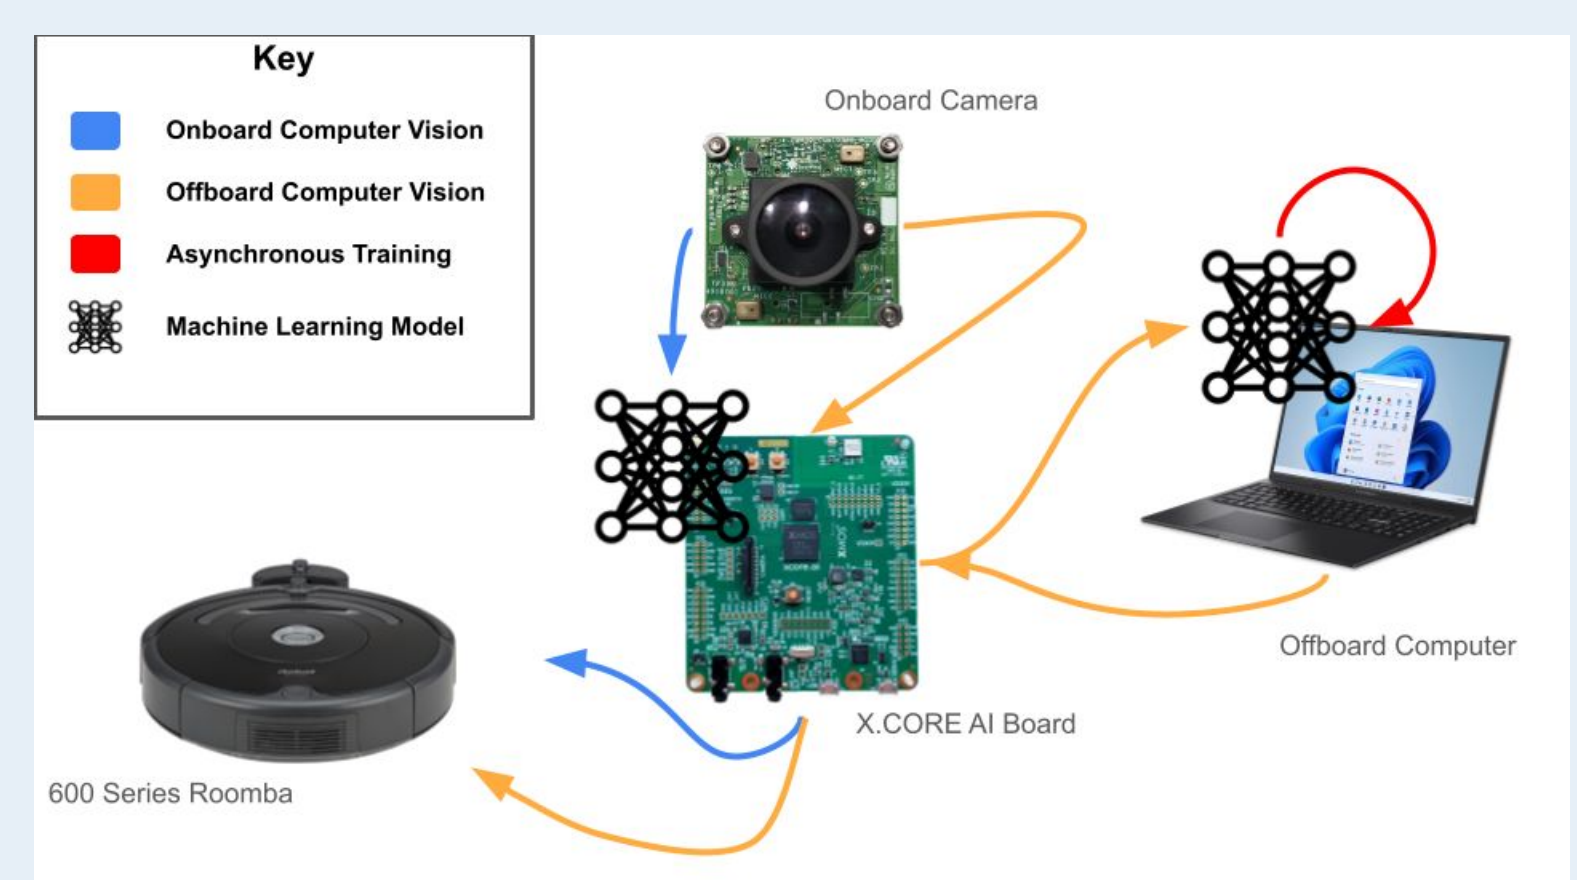 Key
Onboard Computer Vision
Offboard Computer Vision
Asynchronous Training
Machine Learning Model
Onboard Camera
Offboard Computer
X.CORE AI Board
600 Series Roomba